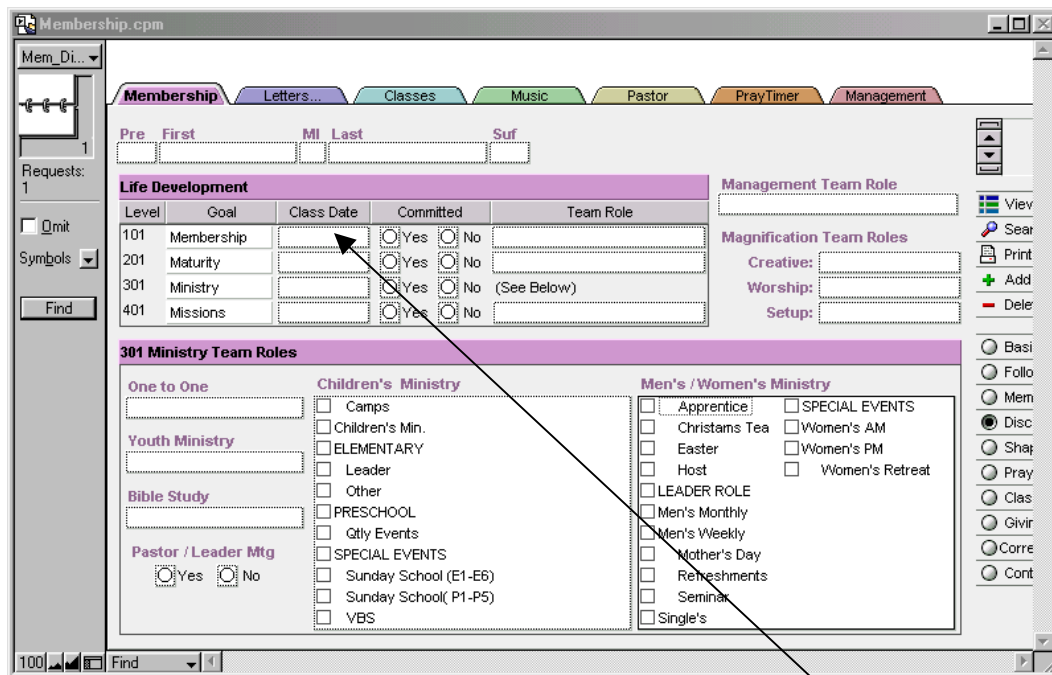 Membership.cpm
Mem_Di...
1
Requests:
1
Omit
Symbols
Find
Membership Letters... Classes Music Pastor PrayTimer Management
Pre First MI Last Suf
Life Development
Level Goal Class Date Committed Team Role
101 Membership Yes No
201 Maturity Yes No
301 Ministry Yes No (See Below)
401 Missions Yes No
Management Team Role
Magnification Team Roles
Creative:
Worship:
Setup:
301 Ministry Team Roles
One to One
Youth Ministry
Bible Study
Pastor / Leader Mtg
Yes No
Children's Ministry
Camps
Children's Min.
ELEMENTARY
Leader
Other
PRESCHOOL
Qtly Events
SPECIAL EVENTS
Sunday School (E1-E6)
Sunday School( P1-P5)
VBS
Men's / Women's Ministry
Apprentice SPECIAL EVENTS
Christams Tea Women's AM
Easter Women's PM
Host Women's Retreat
LEADER ROLE
Men's Monthly
Men's Weekly
Mother's Day
Refreshments
Seminar
Single's
View
Sear
Print
Add
Dele
Basi
Follo
Mem
Disc
Shap
Pray
Clas
Givin
Corre
Cont
100 Find